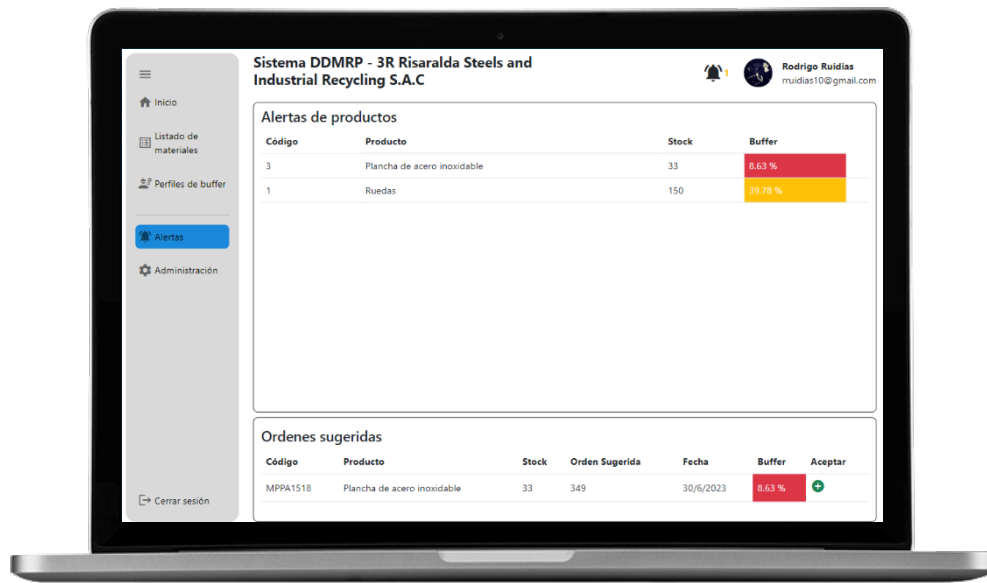 Sistema DDMRP - 3R Risaralda Steels and
Industrial Recycling S.A.C
1
Rodrigo Ruidias
rruidias10@gmail.com
Inicio
Listado de
materiales
Perfiles de buffer
Alertas
Administración
Cerrar sesión
Alertas de productos
Código Producto Stock Buffer
3 Plancha de acero inoxidable 33 8.63 %
1 Ruedas 150 39.78 %
Ordenes sugeridas
Código Producto Stock Orden Sugerida Fecha Buffer Aceptar
MPPA1518 Plancha de acero inoxidable 33 349 30/6/2023 8.63 %